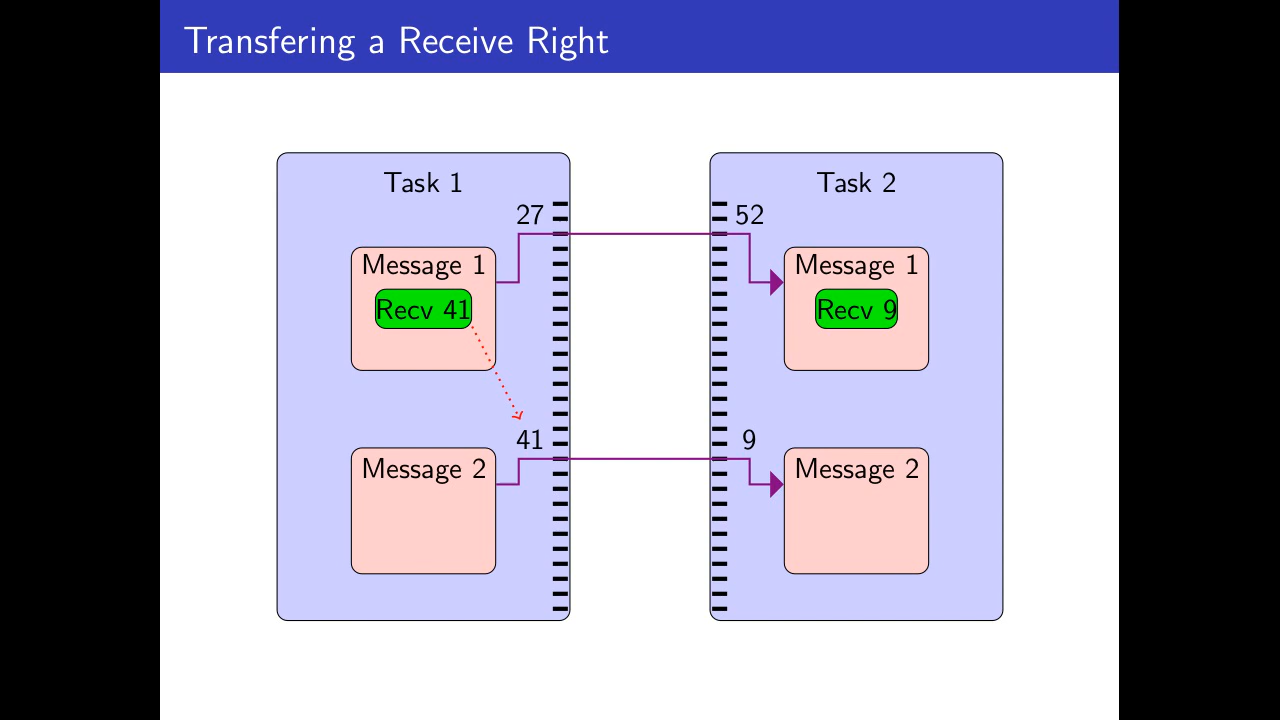 Transfering a Receive Right
Task 1
Task 2
27
52
Message 1
Recv 41
Message 1
Recv 9
41
9
Message 2
Message 2